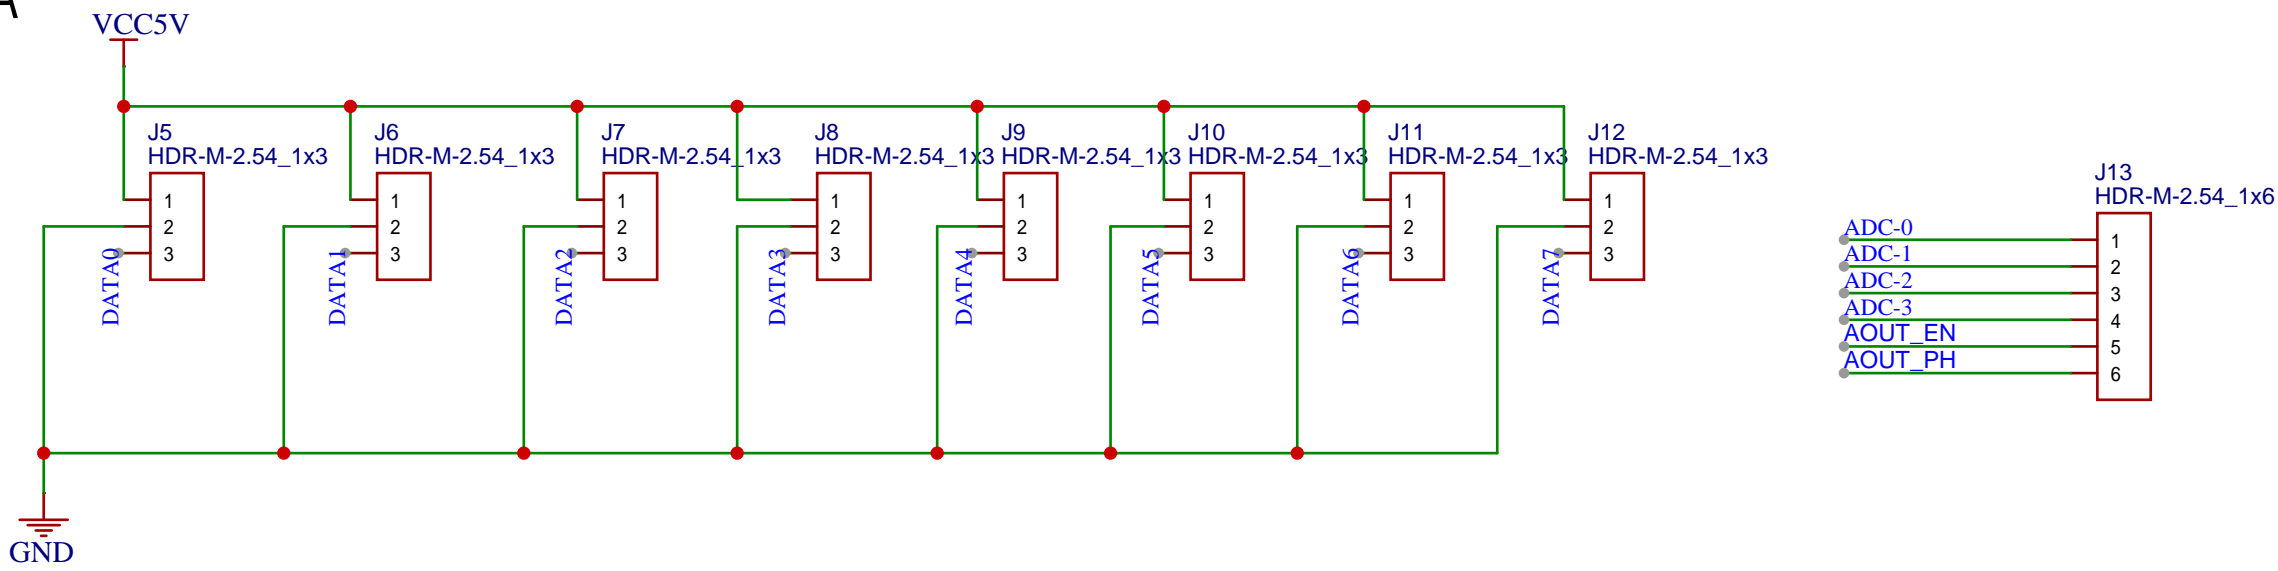 A
VCC5V
J5
HDR-M-2.54_1x3
1
2
3
DATA0
J6
HDR-M-2.54_1x3
1
2
3
DATA1
J7
HDR-M-2.54_1x3
1
2
3
DATA2
J8
HDR-M-2.54_1x3
1
2
3
DATA3
J9
HDR-M-2.54_1x3
1
2
3
DATA4
J10
HDR-M-2.54_1x3
1
2
3
DATA5
J11
HDR-M-2.54_1x3
1
2
3
DATA6
J12
HDR-M-2.54_1x3
1
2
3
DATA7
GND
J13
HDR-M-2.54_1x6
ADC-0
1
ADC-1
2
ADC-2
3
ADC-3
4
AOUT_EN
5
AOUT_PH
6